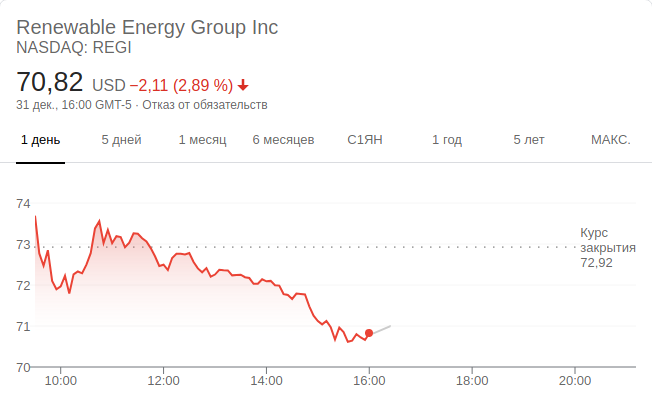 Renewable Energy Group Inc
NASDAQ: REGI
70,82 USD −2,11 (2,89 %)
31 дек., 16:00 GMT-5 · Отказ от обязательств
1 день 5 дней 1 месяц 6 месяцев С1ЯН 1 год 5 лет МАКС.
74
73
72
71
70
Курс
закрытия
72,92
10:00 12:00 14:00 16:00 18:00 20:00